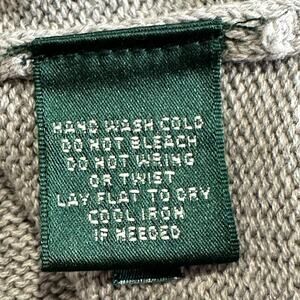 HAND WASH COLD
DO NOT BLEACH
DO NOT WRING
OR TWIST
LAY FLAT TO DRY
COOL IRON
IF NEEDED